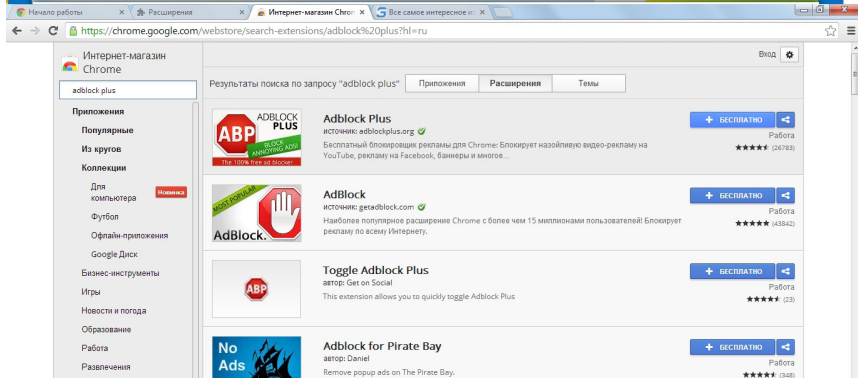 Начало работы
Расширения
Интернет-магазин Chron
Все самое интересное и
https://chrome.google.com/webstore/search-extensions/adblock%20plus?hl=ru
Интернет-магазин
Chrome
Вход
adblock plus
Результаты поиска по запросу "adblock plus"
Приложения
Расширения
Темы
Приложения
Популярные
Из кругов
Коллекции
Для
компьютера
Новинка
Футбол
Офлайн-приложения
Google Диск
Бизнес-инструменты
Игры
Новости и погода
Образование
Работа
Развлечения
ADBLOCK
PLUS
ABP
BLOCK
ANNOYING ADS!
The 100% free ad blocker
Adblock Plus
источник: adblockplus.org
Бесплатный блокировщик рекламы для Chrome: Блокирует назойливую видео-рекламу на
YouTube, рекламу на Facebook, баннеры и многое...
+ БЕСПЛАТНО
Работа
(26783)
MOST POPULAR
AdBlock.
AdBlock
источник: getadblock.com
Наиболее популярное расширение Chrome с более чем 15 миллионами пользователей! Блокирует
рекламу по всему Интернету.
+ БЕСПЛАТНО
Работа
(43842)
ABP
Toggle Adblock Plus
автор: Get on Social
This extension allows you to quickly toggle Adblock Plus
+ БЕСПЛАТНО
Работа
(23)
No
Ads
Adblock for Pirate Bay
автор: Daniel
Remove popup ads on The Pirate Bay.
+ БЕСПЛАТНО
Работа
(348)